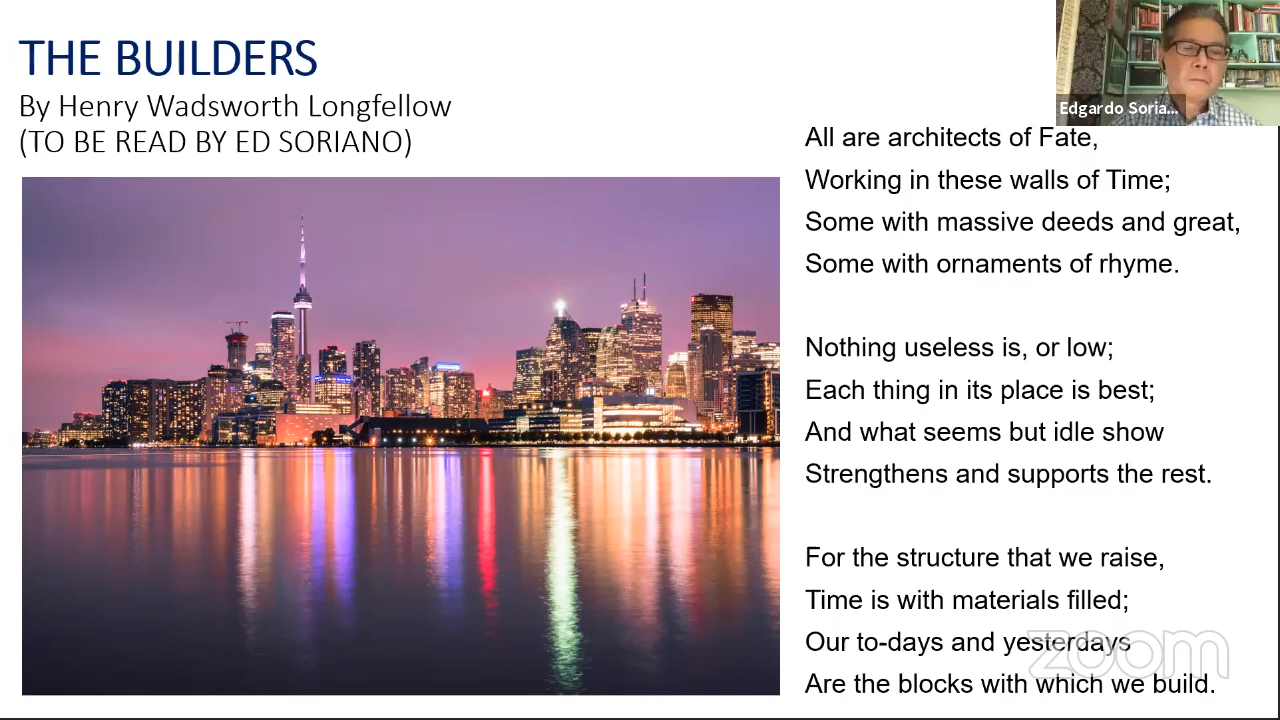 THE BUILDERS
By Henry Wadsworth Longfellow
(TO BE READ BY ED SORIANO)
Edgardo Soria...
All are architects of Fate,
Working in these walls of Time;
Some with massive deeds and great,
Some with ornaments of rhyme.
Nothing useless is, or low;
Each thing in its place is best;
And what seems but idle show
Strengthens and supports the rest.
For the structure that we raise,
Time is with materials filled;
Our to-days and yesterdays
Are the blocks with which we build.
zoom